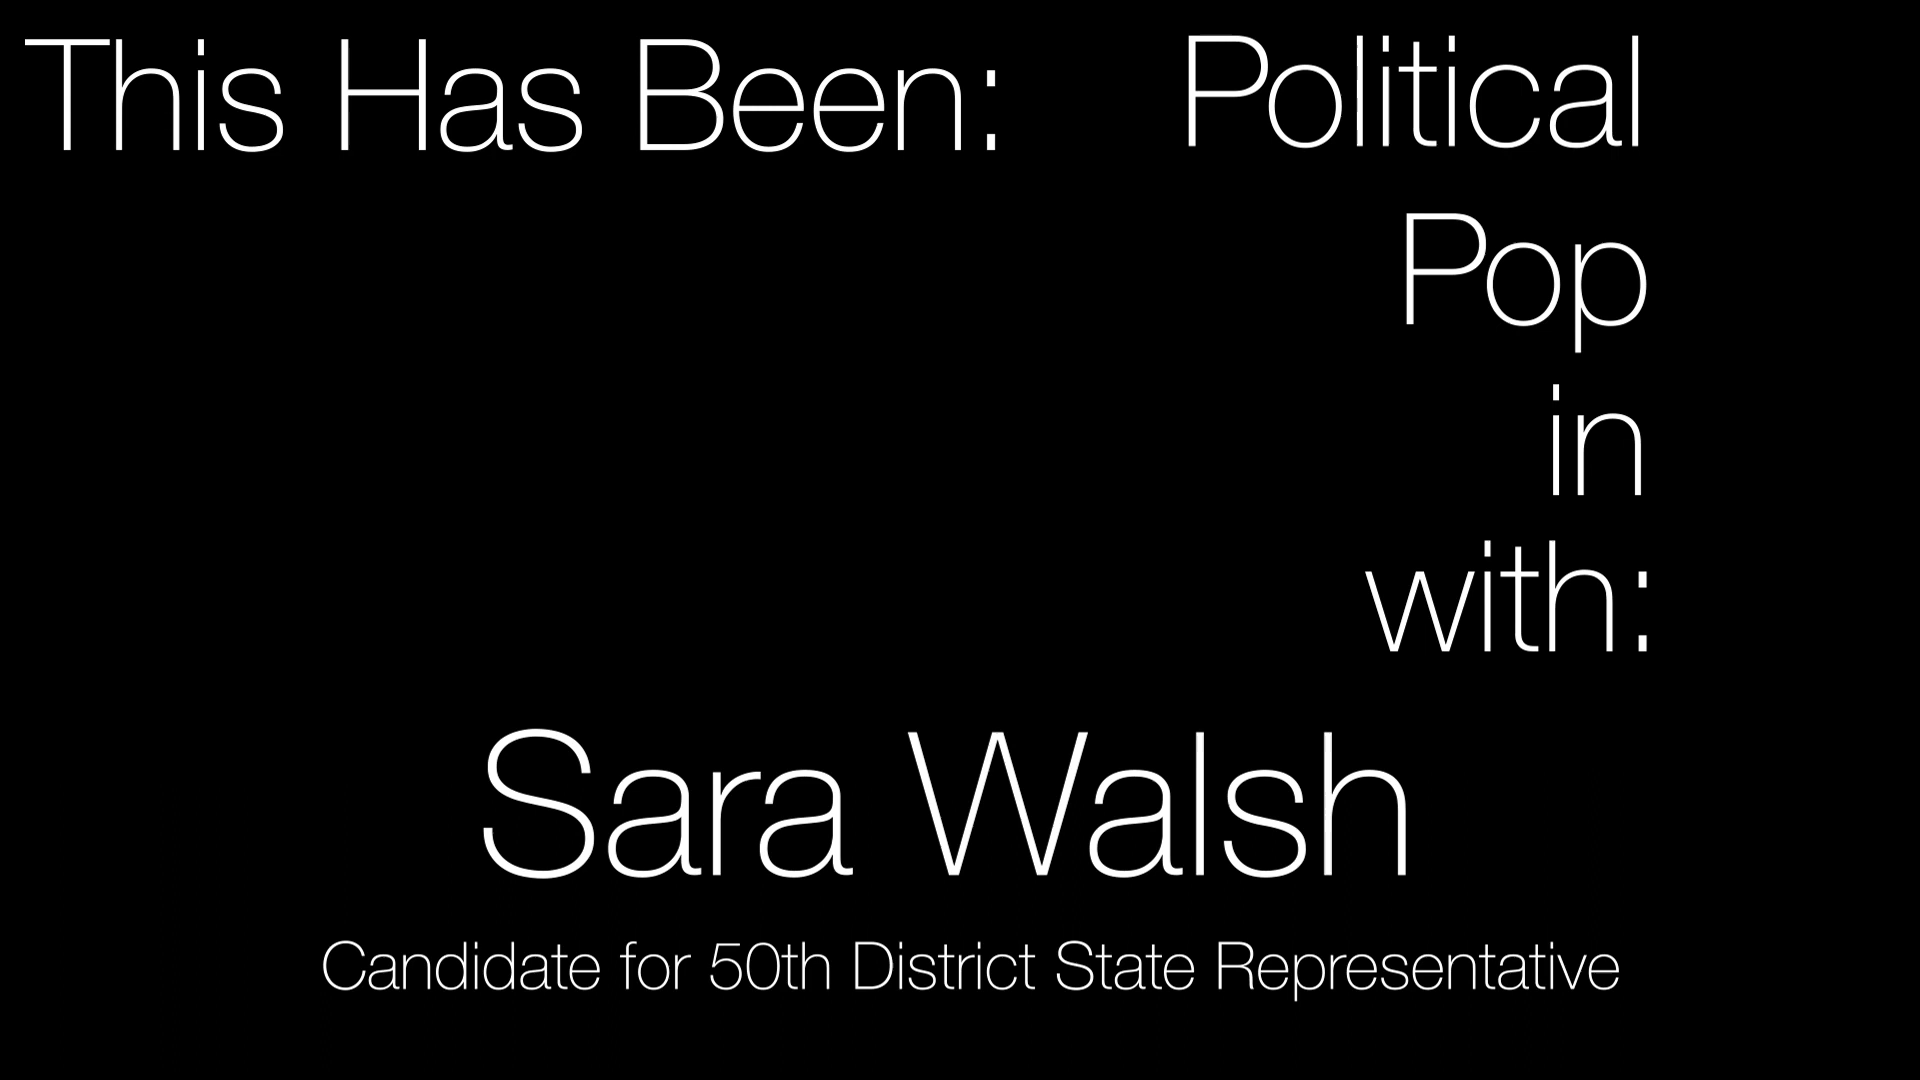 This Has Been: Political
Pop
in
with:
Sara Walsh
Candidate for 50th District State Representative